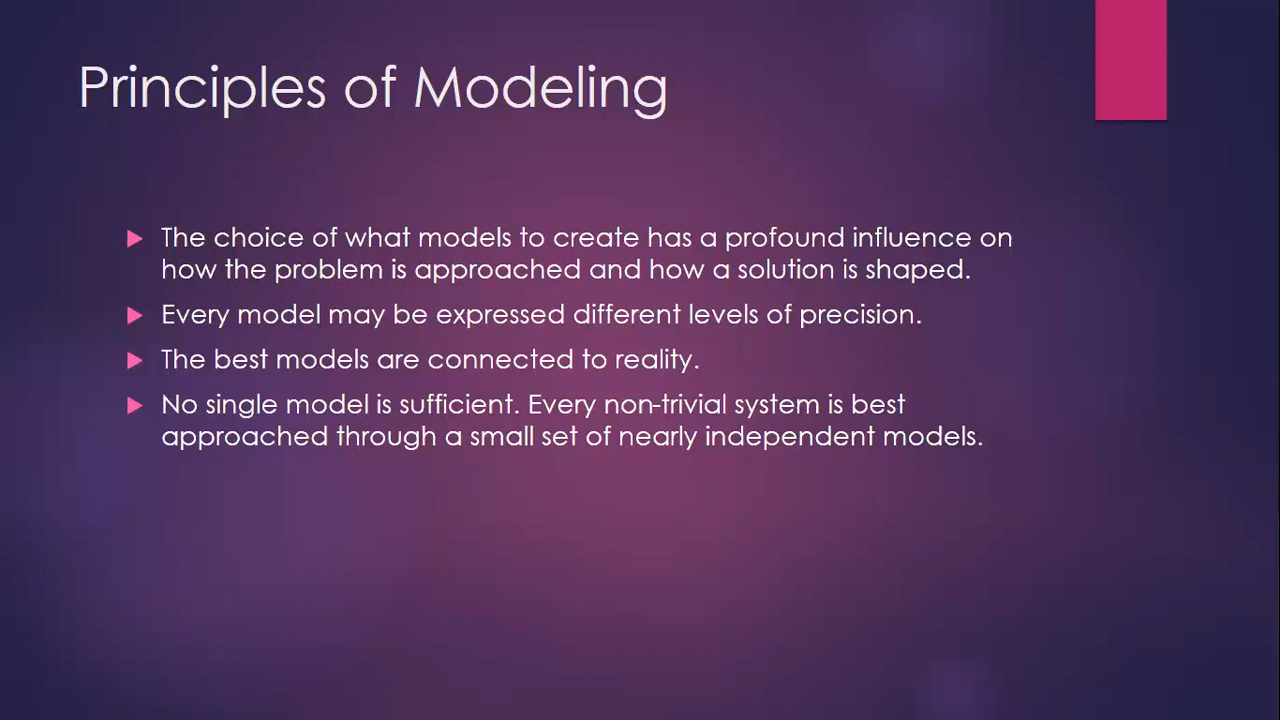 Principles of Modeling
The choice of what models to create has a profound influence on
how the problem is approached and how a solution is shaped.
Every model may be expressed different levels of precision.
The best models are connected to reality.
No single model is sufficient. Every non-trivial system is best
approached through a small set of nearly independent models.